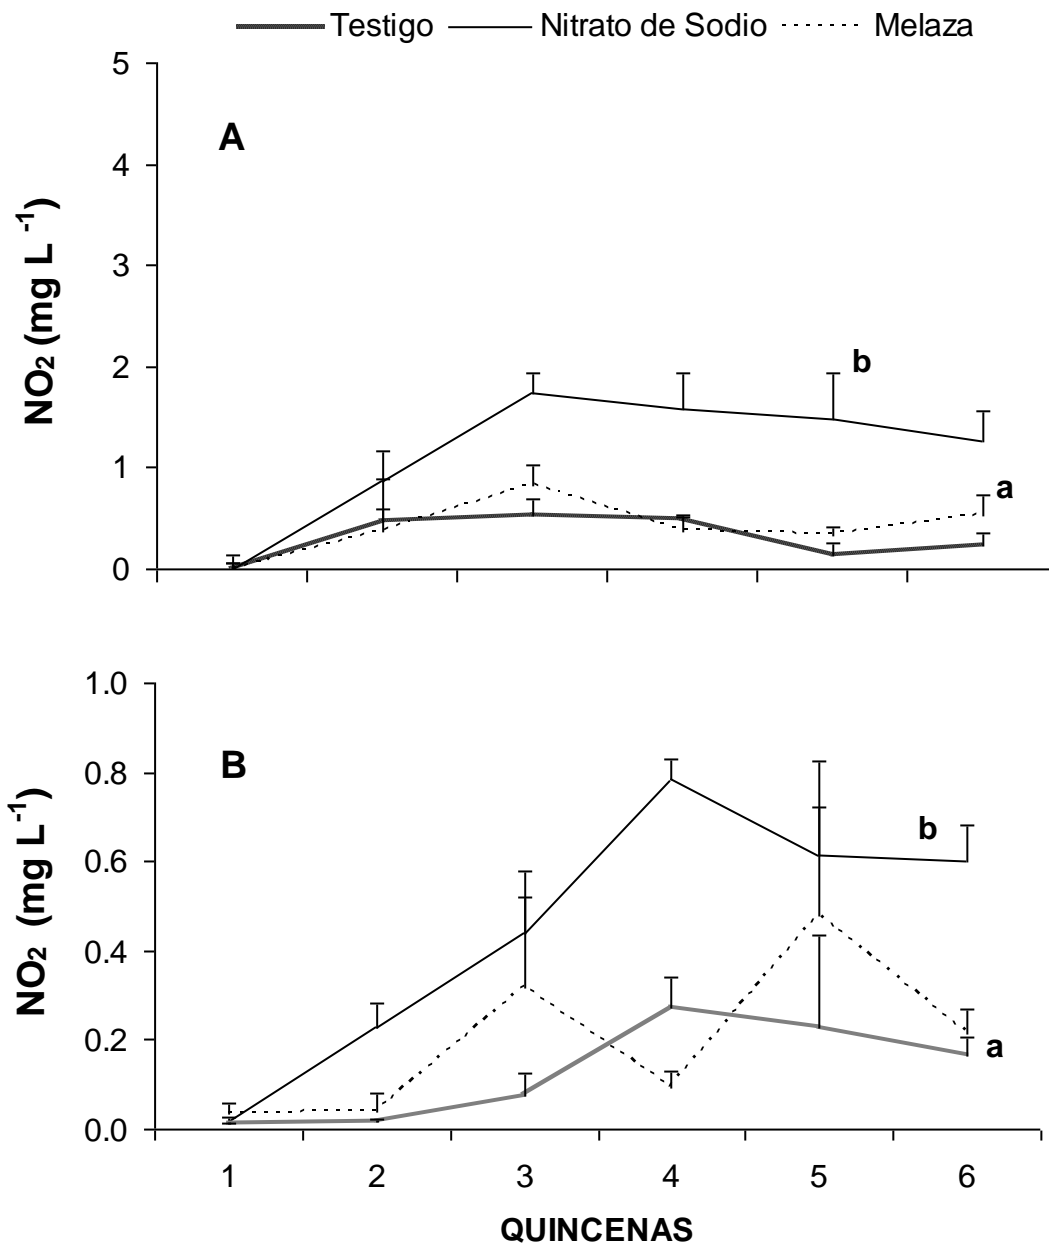 Testigo Nitrato de Sodio Melaza
5
A
4
NO₂ (mg L⁻¹)
3
2
b
1
a
0
1.0
B
0.8
NO₂ (mg L⁻¹)
b
0.6
0.4
0.2
a
0.0
1 2 3 4 5 6
QUINCENAS